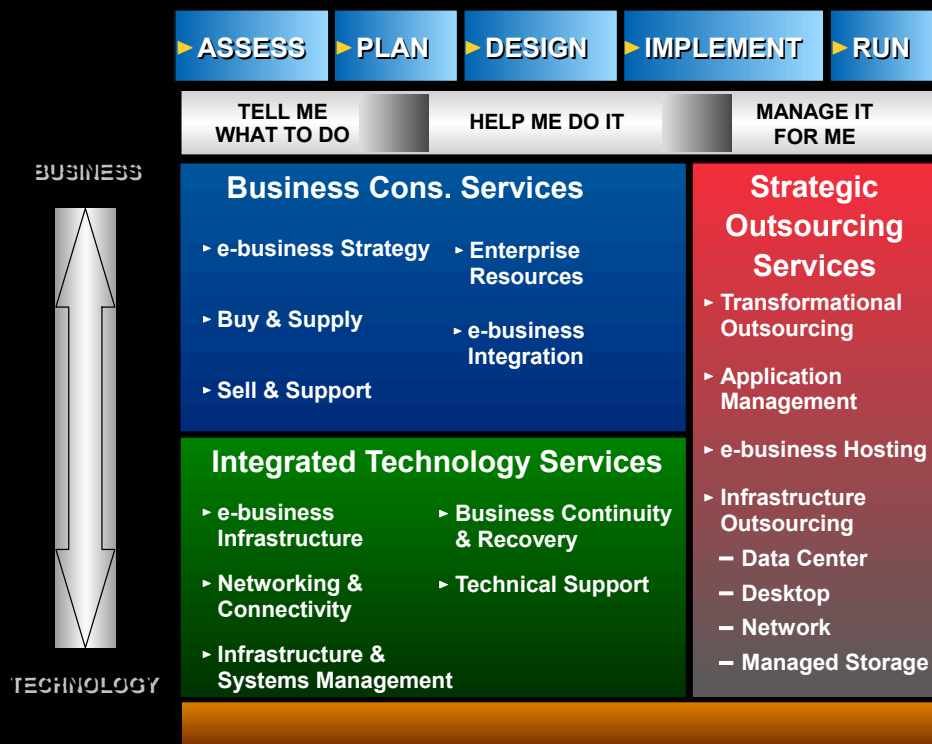 ASSESS
PLAN
DESIGN
IMPLEMENT
RUN
TELL ME
WHAT TO DO
HELP ME DO IT
MANAGE IT
FOR ME
BUSINESS
TECHNOLOGY
Business Cons. Services
e-business Strategy
Buy & Supply
Sell & Support
Enterprise
Resources
e-business
Integration
Integrated Technology Services
e-business
Infrastructure
Networking &
Connectivity
Infrastructure &
Systems Management
Business Continuity
& Recovery
Technical Support
Strategic
Outsourcing
Services
Transformational
Outsourcing
Application
Management
e-business Hosting
Infrastructure
Outsourcing
– Data Center
– Desktop
– Network
– Managed Storage